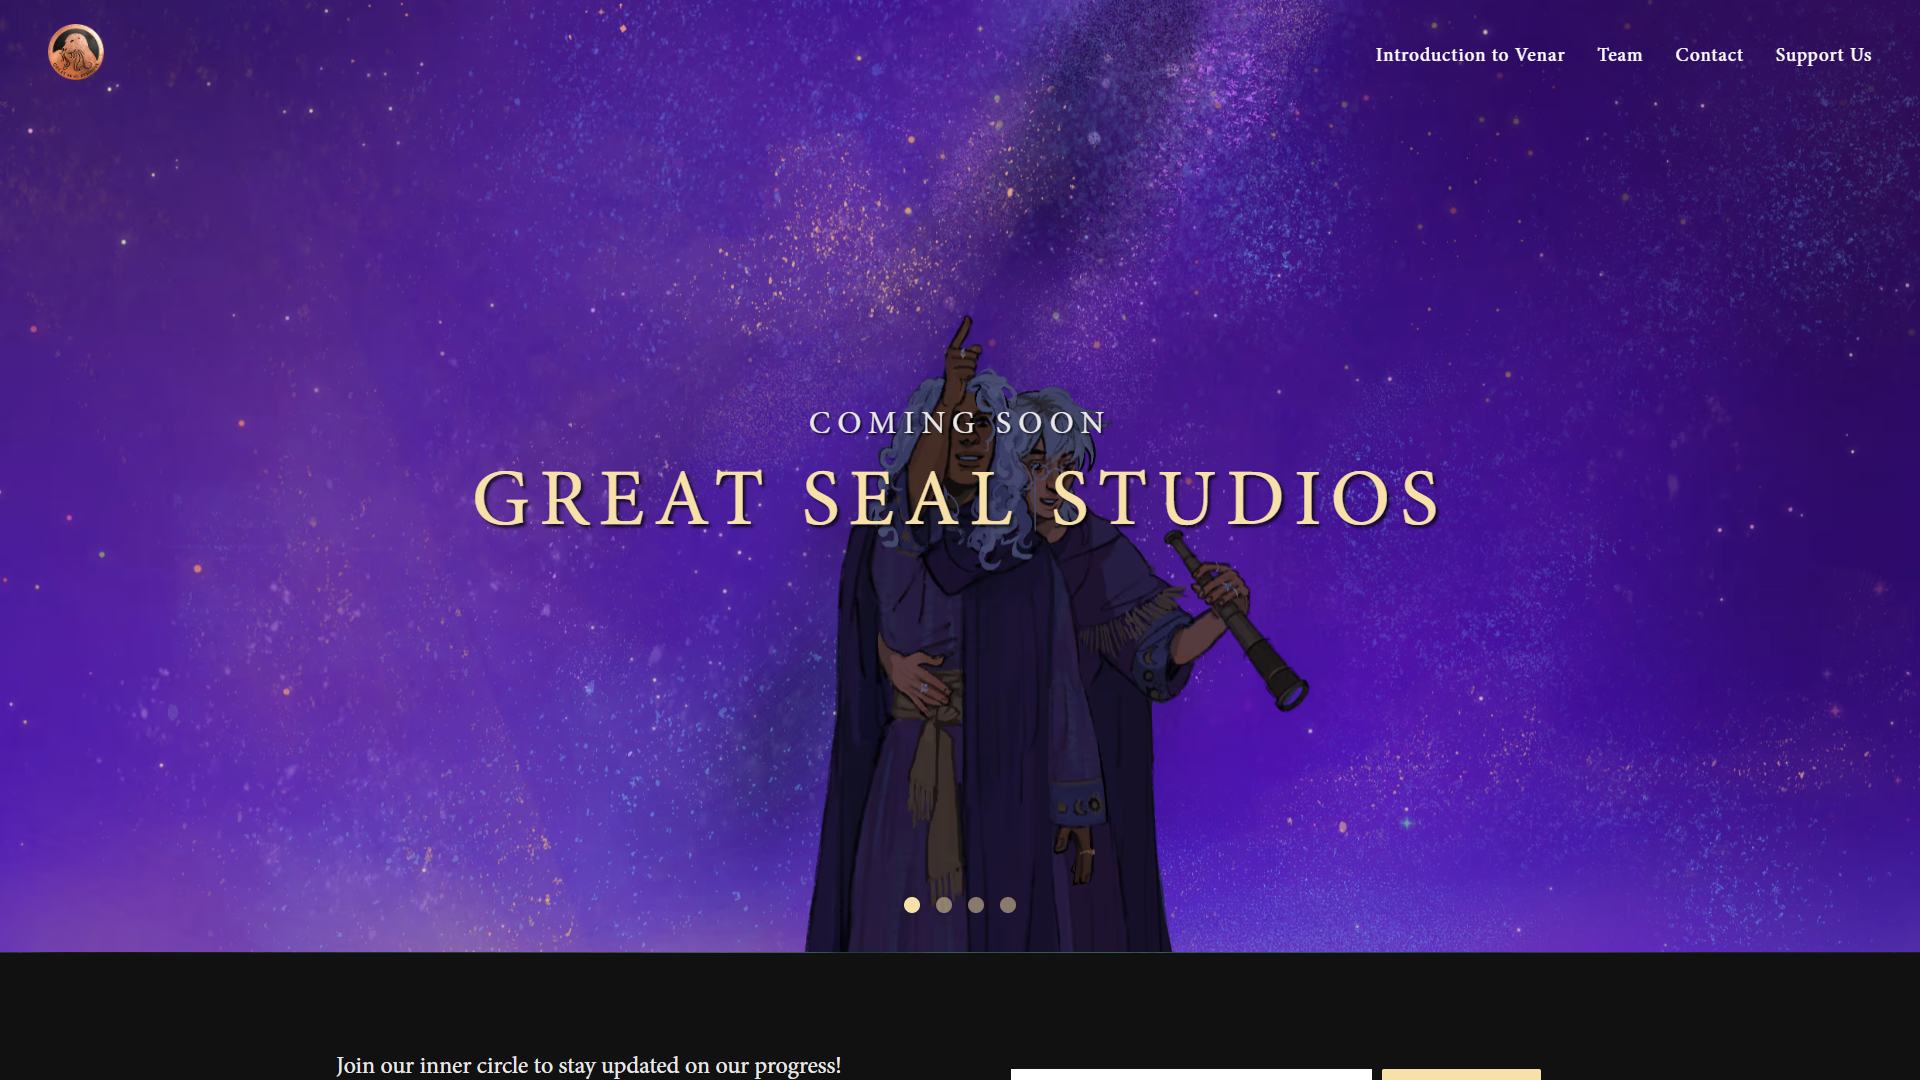 Introduction to Venar Team Contact Support Us
COMING SOON
GREAT SEAL STUDIOS
Join our inner circle to stay updated on our progress!